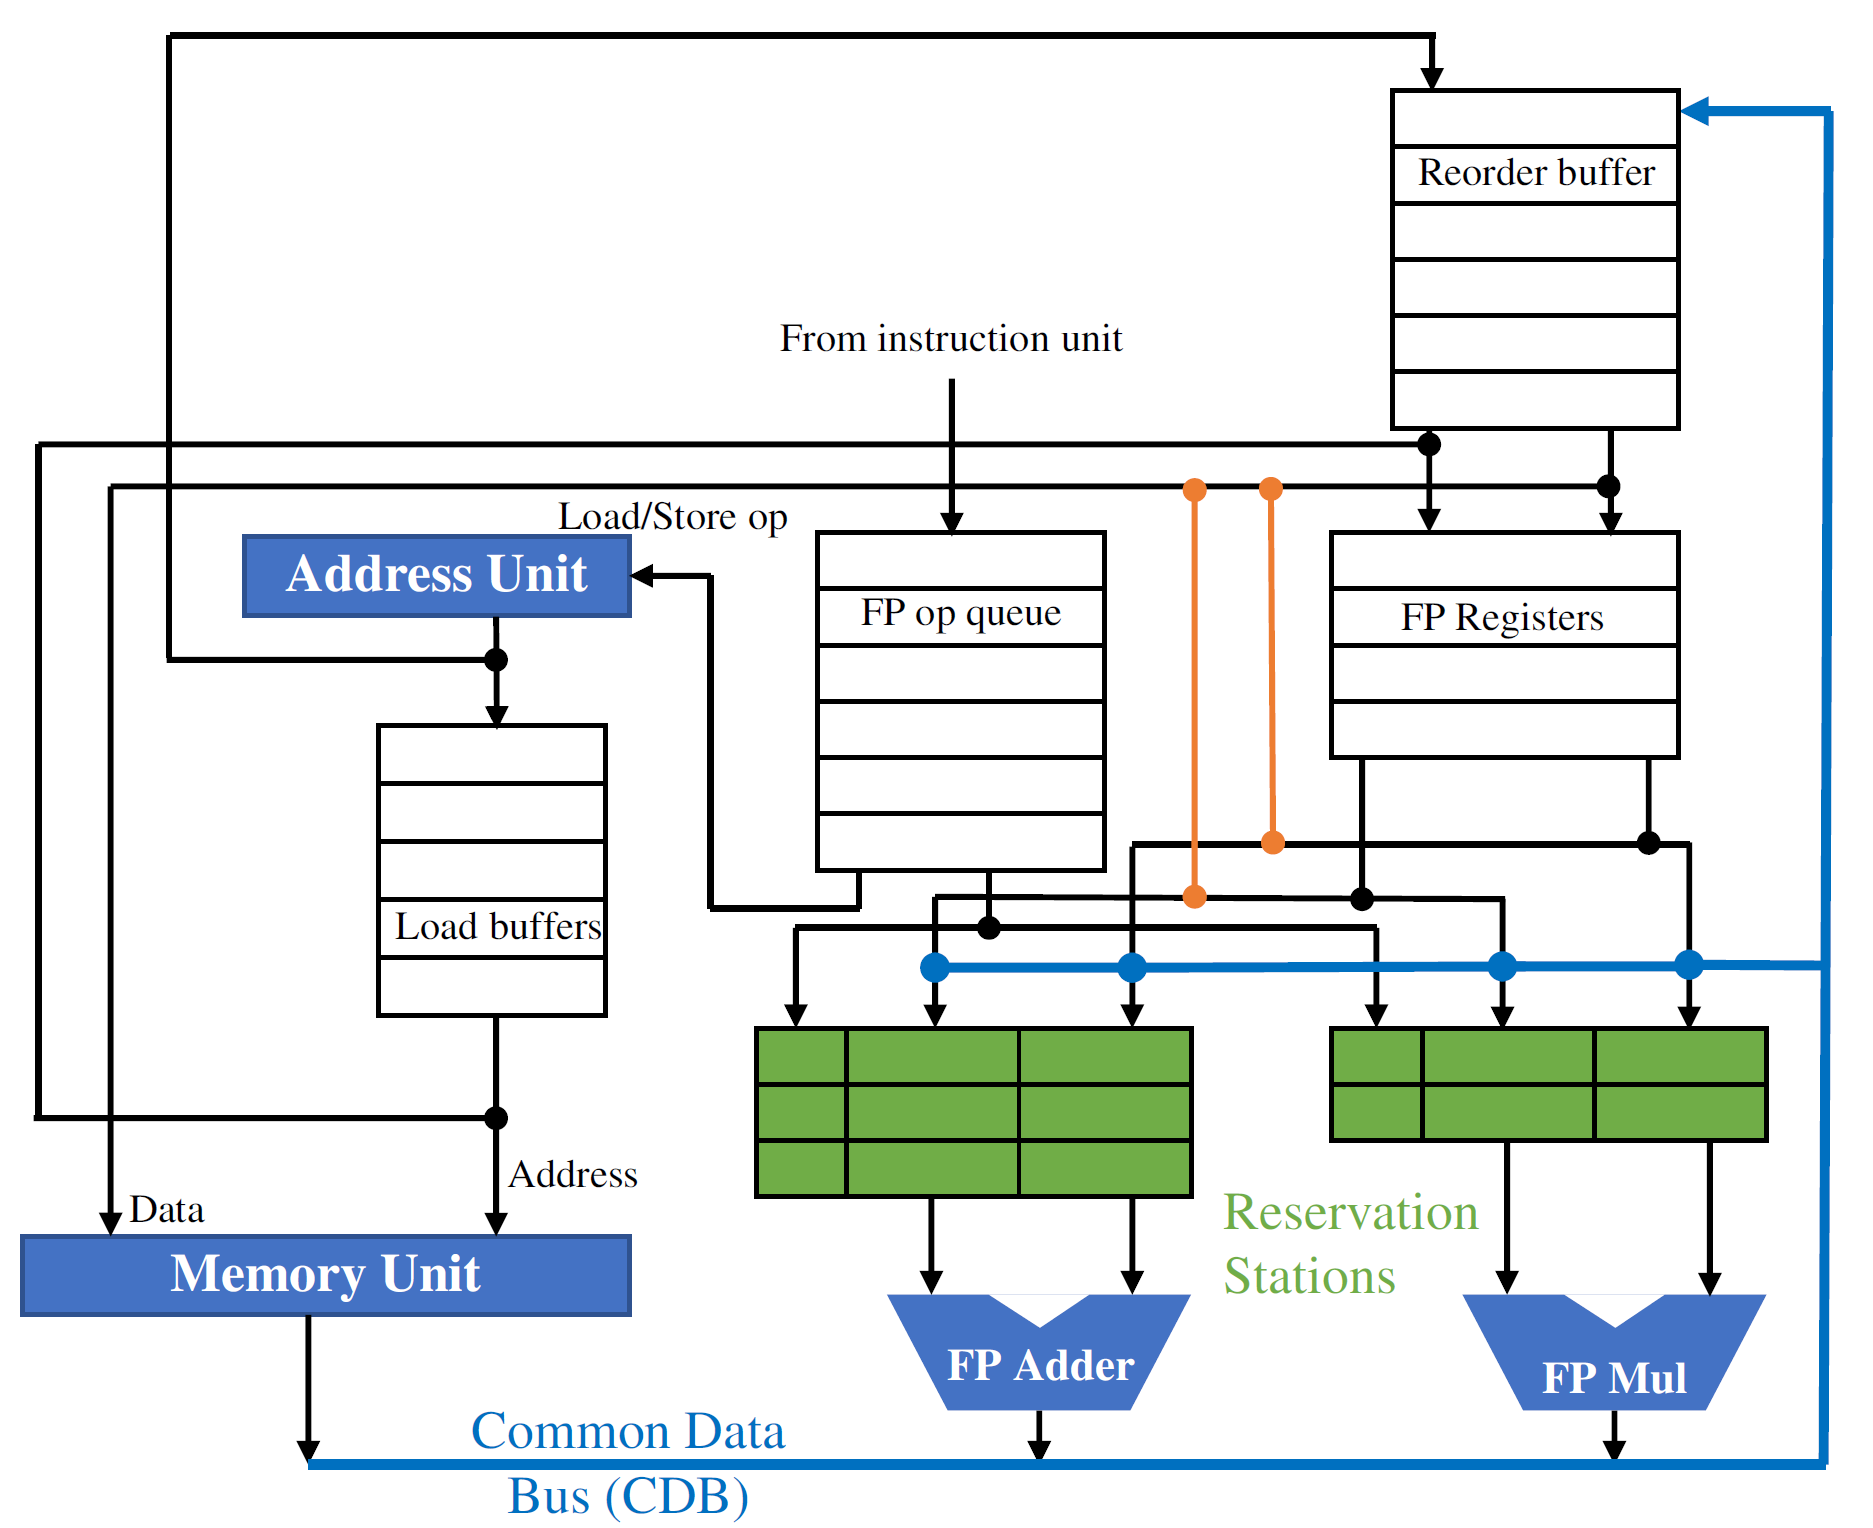 Reorder buffer
From instruction unit
Load/Store op
Address Unit
FP op queue
FP Registers
Load buffers
Address
Data
Memory Unit
Reservation
Stations
FP Adder
FP Mul
Common Data
Bus (CDB)